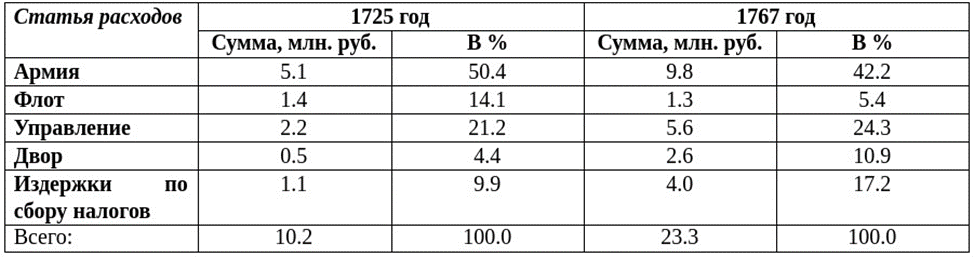 Статья расходов 1725 год 1767 год
Сумма, млн. руб. В % Сумма, млн. руб. В %
Армия 5.1 50.4 9.8 42.2
Флот 1.4 14.1 1.3 5.4
Управление 2.2 21.2 5.6 24.3
Двор 0.5 4.4 2.6 10.9
Издержки по 1.1 9.9 4.0 17.2
сбору налогов
Всего: 10.2 100.0 23.3 100.0